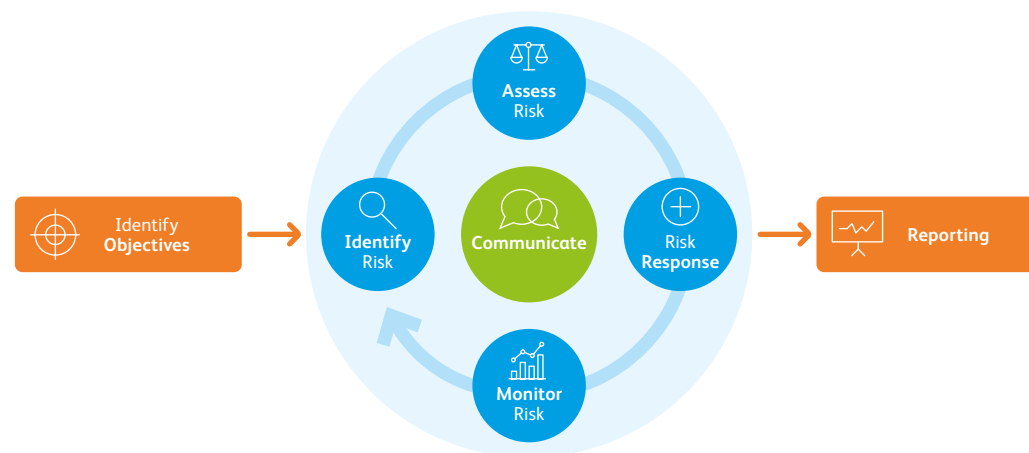 Identify
Objectives
Identify
Risk
Assess
Risk
Communicate
Risk
Response
Monitor
Risk
Reporting